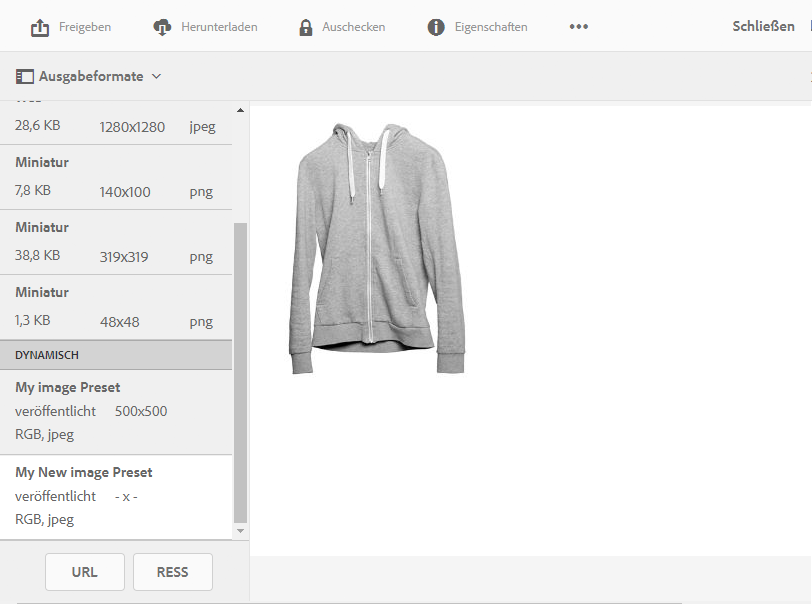 Freigeben
Herunterladen
Auschecken
Eigenschaften
Schließen
Ausgabeformate
28,6 KB 1280x1280 jpeg
Miniatur
7,8 KB 140x100 png
Miniatur
38,8 KB 319x319 png
Miniatur
1,3 KB 48x48 png
DYNAMISCH
My image Preset
veröffentlicht 500x500
RGB, jpeg
My New image Preset
veröffentlicht - x -
RGB, jpeg
URL
RESS